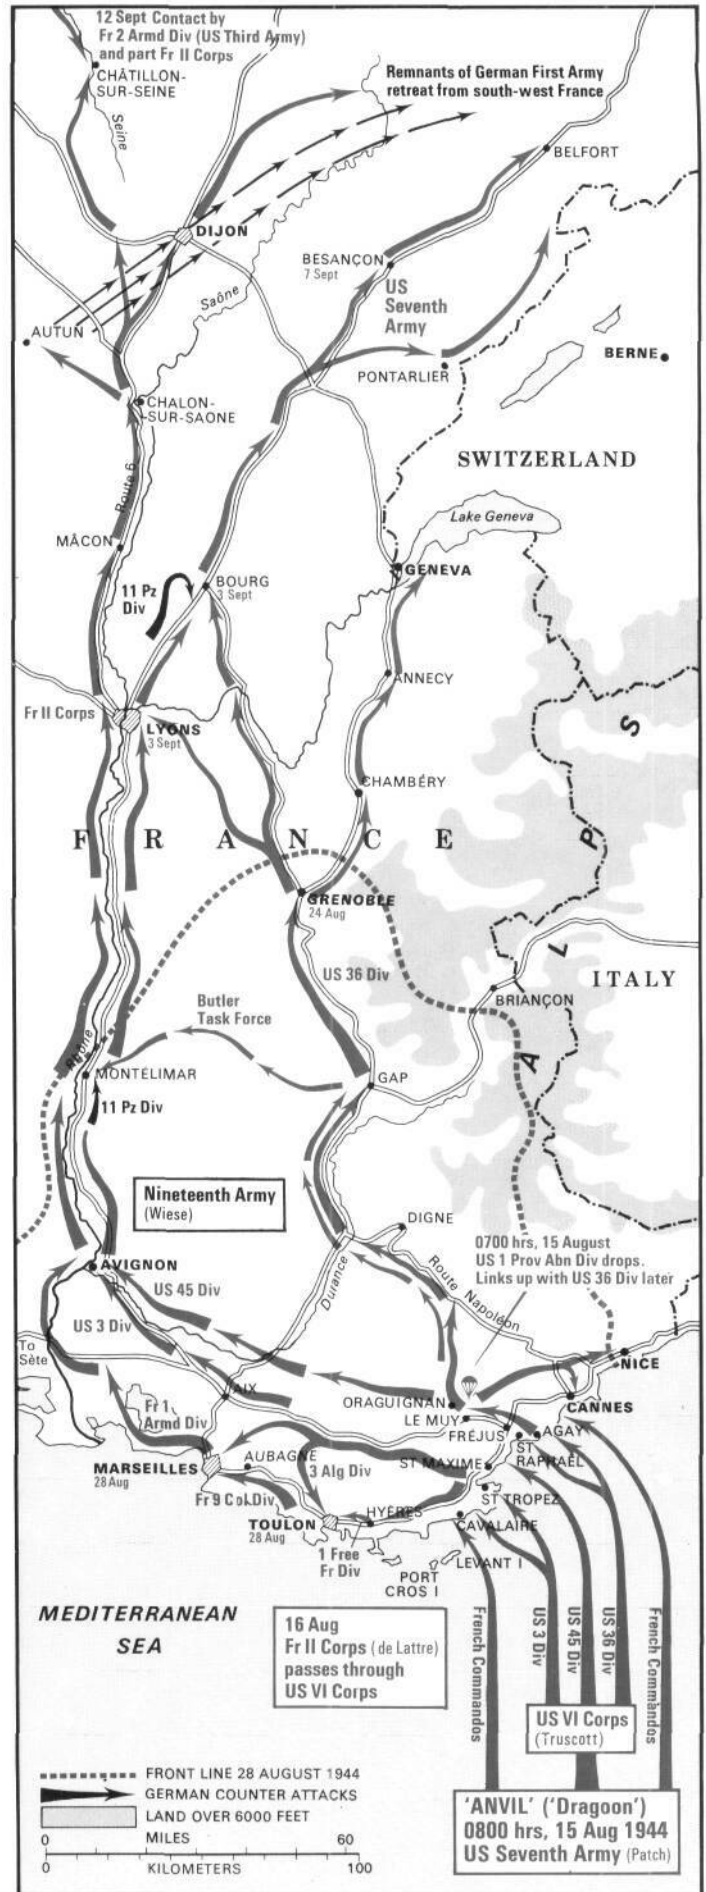 12 Sept Contact by
Fr 2 Armd Div (US Third Army)
and part Fr II Corps
CHÂTILLON-
SUR-SEINE
Seine
Remnants of German First Army
retreat from south-west France
BELFORT
DIJON
BESANÇON
7 Sept
US
Seventh
Army
Saône
AUTUN
BERNE
PONTARLIER
CHALON-
SUR-SAONE
SWITZERLAND
Route 6
Lake Geneva
MÂCON
GENEVA
11 Pz
Div
BOURG
3 Sept
ANNECY
Fr II Corps
LYONS
3 Sept
CHAMBÉRY
FRANCE
ALPS
GRENOBLE
24 Aug
US 36 Div
ITALY
BRIANÇON
Butler
Task Force
Rhône
MONTÉLIMAR
GAP
11 Pz Div
Nineteenth Army
(Wiese)
DIGNE
0700 hrs, 15 August
US 1 Prov Abn Div drops.
Links up with US 36 Div later
AVIGNON
US 45 Div
Durance
Route Napoléon
US 3 Div
To
Sète
NICE
AIX
Fr 1
Armd Div
ORAGUIGNAN
LE MUY
CANNES
FRÉJUS
AGAY
ST
RAPHAËL
MARSEILLES
28 Aug
AUBAGNE
3 Alg Div
ST MAXIME
Fr 9 Col Div
ST TROPEZ
HYÈRES
TOULON
28 Aug
CAVALAIRE
1 Free
Fr Div
LEVANT I
PORT
CROS I
MEDITERRANEAN
SEA
16 Aug
Fr II Corps (de Lattre)
passes through
US VI Corps
French Commandos
US 3 Div
US 45 Div
US 36 Div
French Commandos
US VI Corps
(Truscott)
'ANVIL' ('Dragoon')
0800 hrs, 15 Aug 1944
US Seventh Army (Patch)
FRONT LINE 28 AUGUST 1944
GERMAN COUNTER ATTACKS
LAND OVER 6000 FEET
0 MILES 60
0 KILOMETERS 100